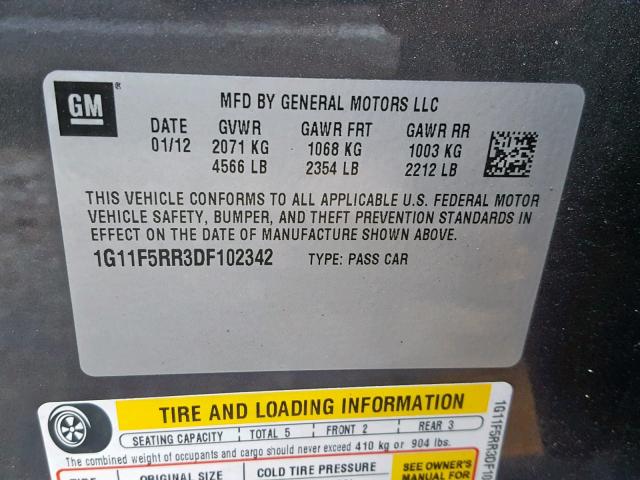 GM
MFD BY GENERAL MOTORS LLC
DATE GVWR GAWR FRT GAWR RR
01/12 2071 KG 1068 KG 1003 KG
4566 LB 2354 LB 2212 LB
THIS VEHICLE CONFORMS TO ALL APPLICABLE U.S. FEDERAL MOTOR
VEHICLE SAFETY, BUMPER, AND THEFT PREVENTION STANDARDS IN
EFFECT ON THE DATE OF MANUFACTURE SHOWN ABOVE.
1G11F5RR3DF102342 TYPE: PASS CAR
TIRE AND LOADING INFORMATION
SEATING CAPACITY TOTAL 5 FRONT 2 REAR 3
The combined weight of occupants and cargo should never exceed 410 kg or 904 lbs.
TIRE ORIGINAL SIZE COLD TIRE PRESSURE
SEE OWNER'S
MANUAL FOR
1G11F5RR3DF10